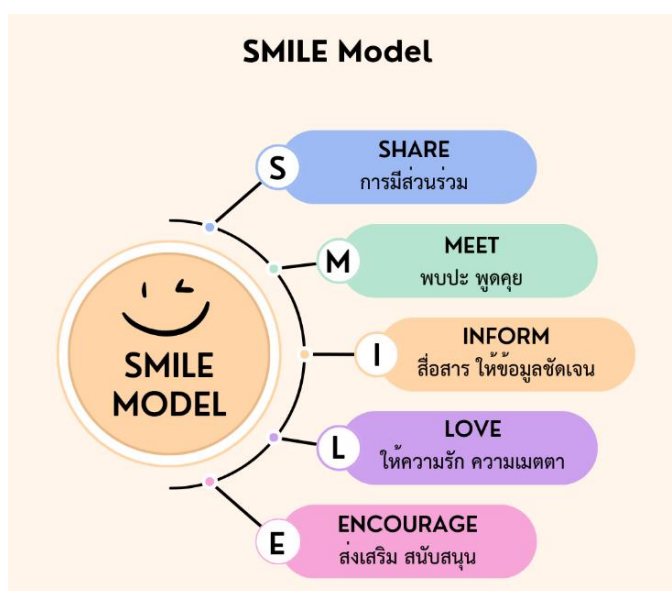 SMILE Model
S
SHARE
การมีส่วนร่วม
M
MEET
พบปะ พูดคุย
I
INFORM
สื่อสาร ให้ข้อมูลชัดเจน
L
LOVE
ให้ความรัก ความเมตตา
E
ENCOURAGE
ส่งเสริม สนับสนุน
SMILE
MODEL